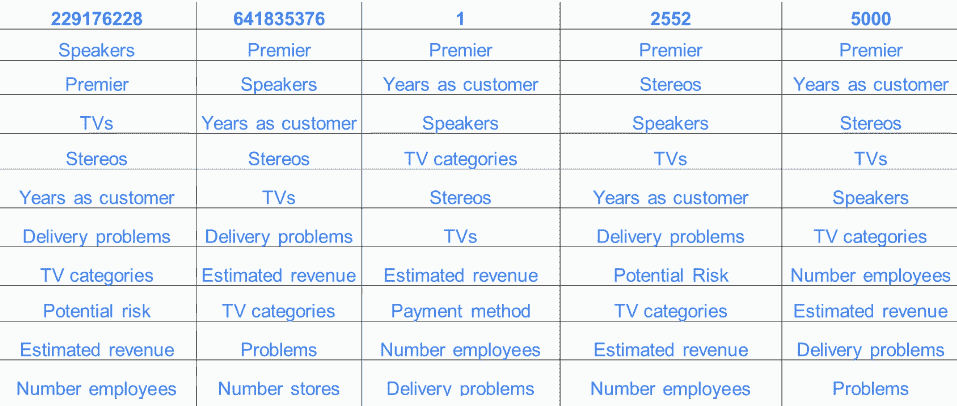 229176228 641835376 1 2552 5000
Speakers Premier Premier Premier Premier
Premier Speakers Years as customer Stereos Years as customer
TVs Years as customer Speakers Speakers Stereos
Stereos Stereos TV categories TVs TVs
Years as customer TVs Stereos Years as customer Speakers
Delivery problems Delivery problems TVs Delivery problems TV categories
TV categories Estimated revenue Estimated revenue Potential Risk Number employees
Potential risk TV categories Payment method TV categories Estimated revenue
Estimated revenue Problems Number employees Estimated revenue Delivery problems
Number employees Number stores Delivery problems Number employees Problems